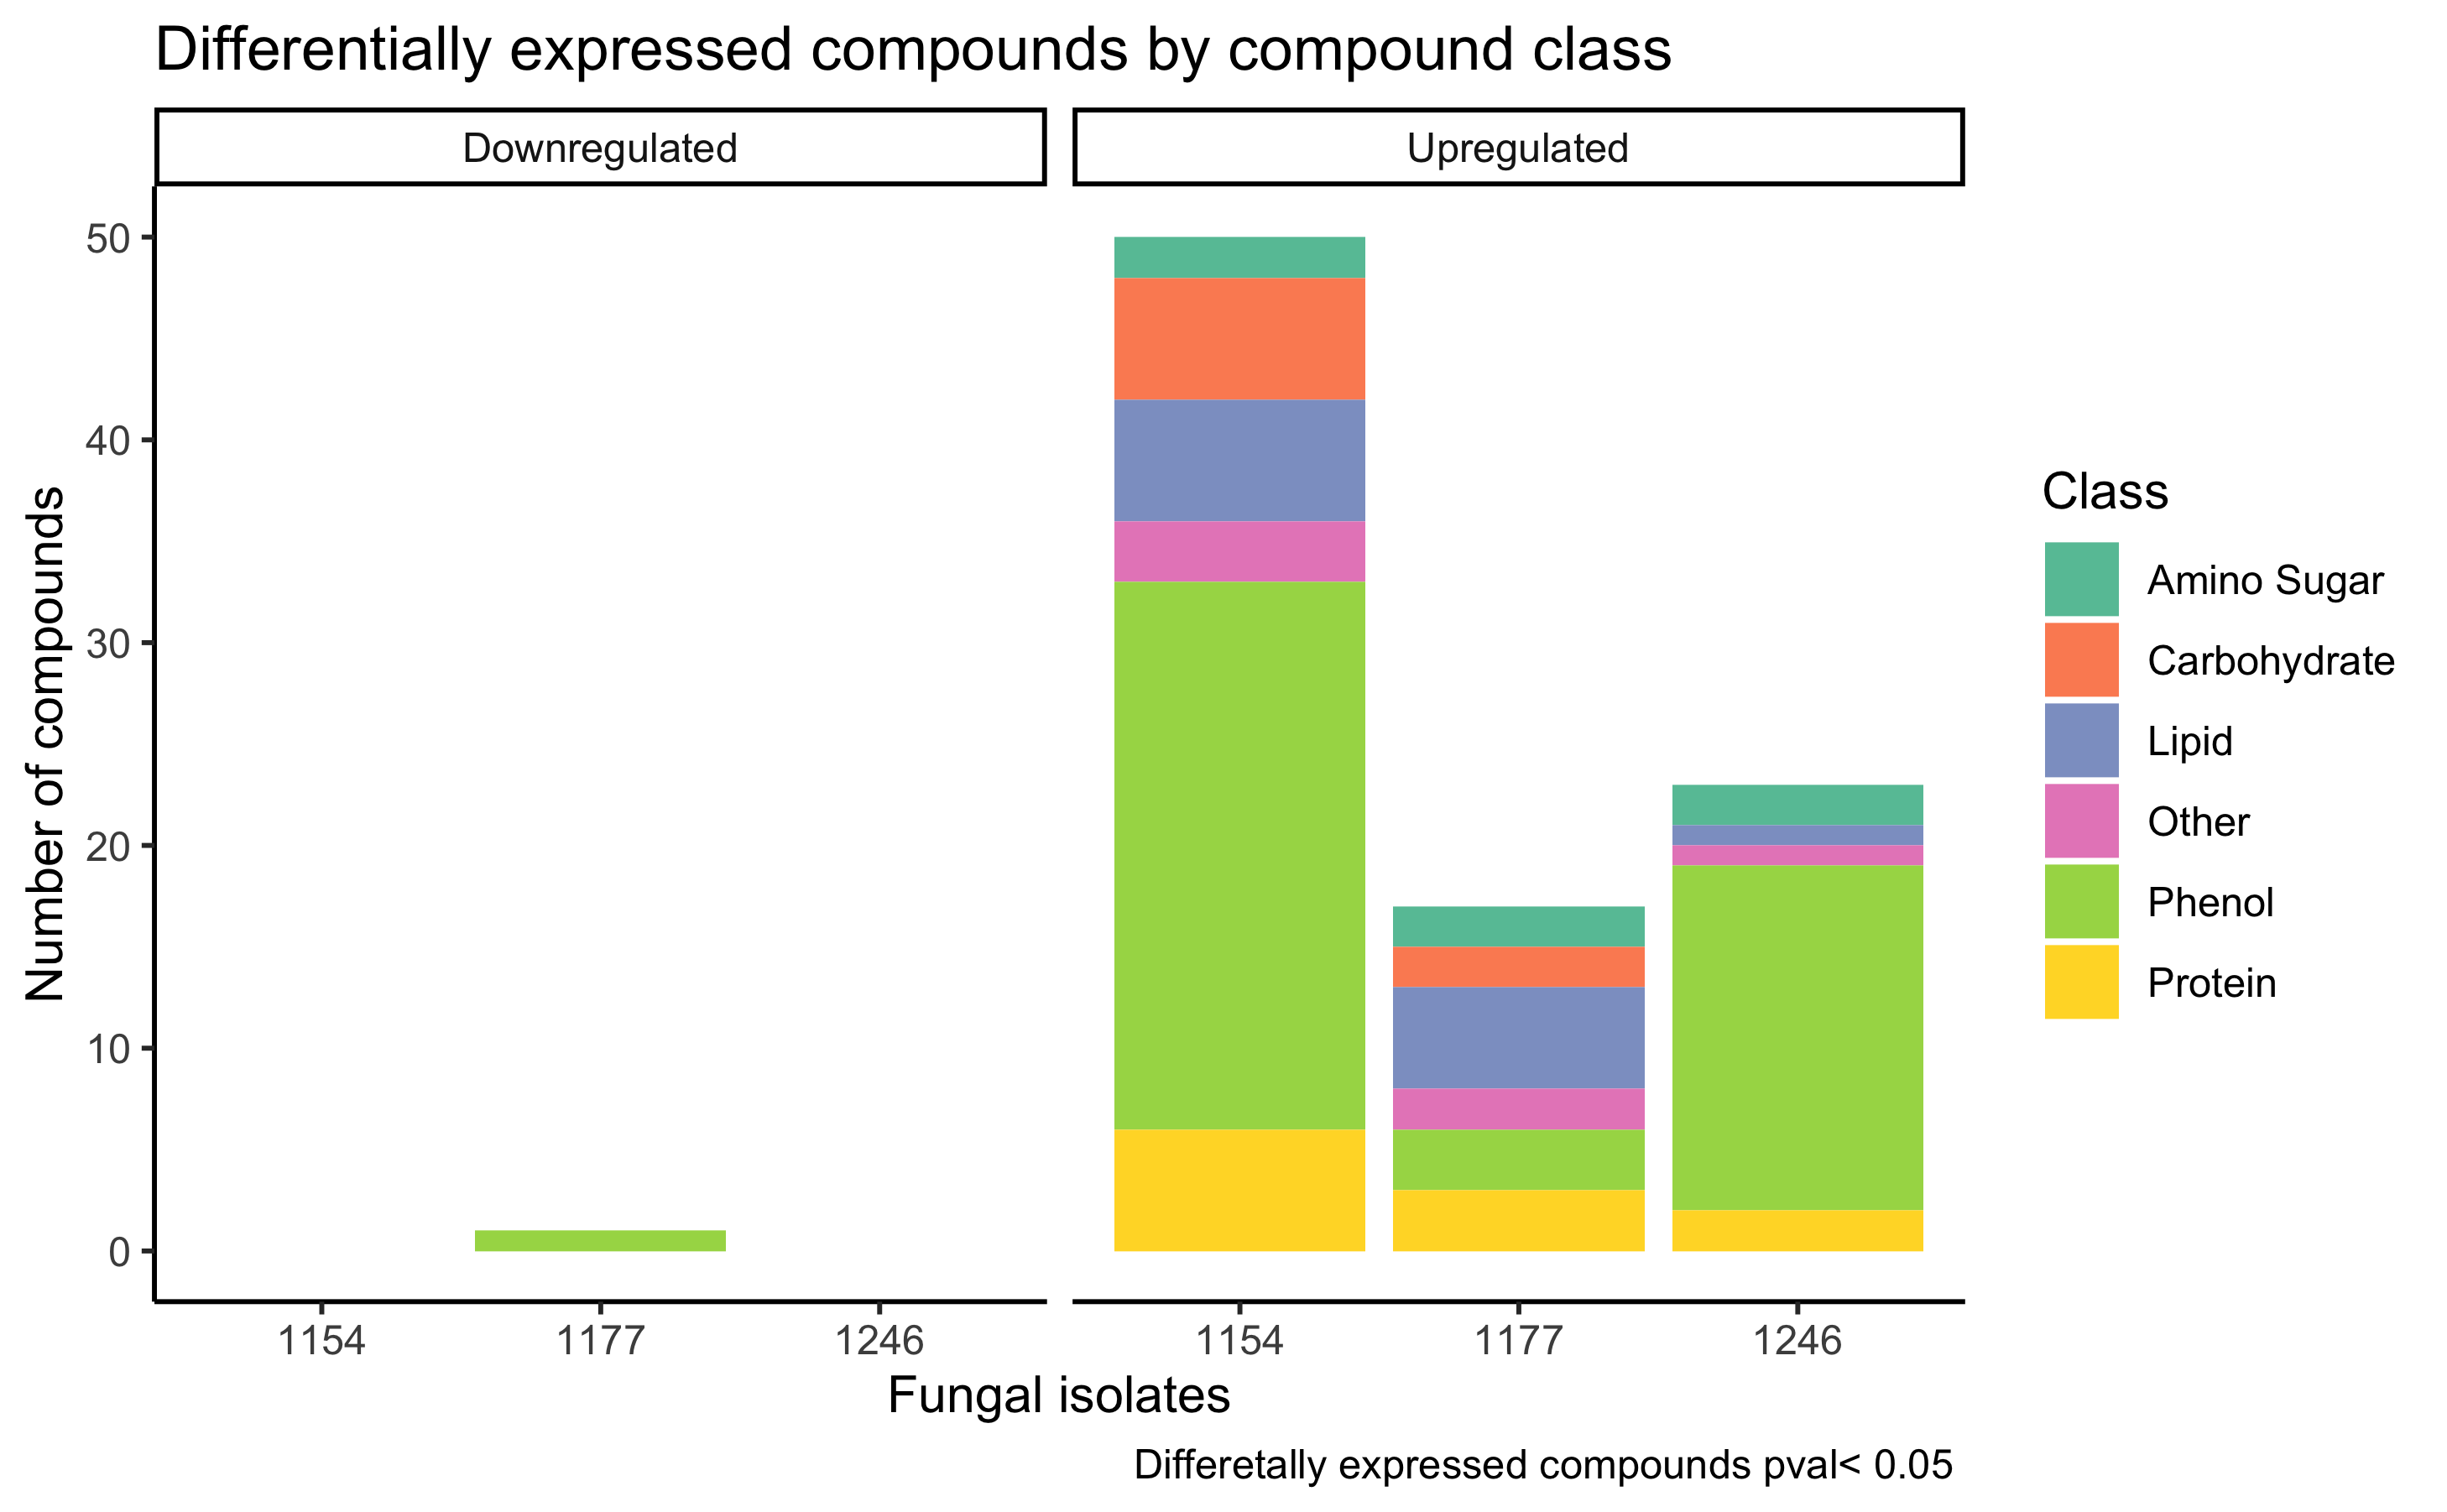 Differentially expressed compounds by compound class
Downregulated
Upregulated
50
40
30
20
10
0
Number of compounds
1154
1177
1246
1154
1177
1246
Fungal isolates
Differetally expressed compounds pval< 0.05
Class
Amino Sugar
Carbohydrate
Lipid
Other
Phenol
Protein